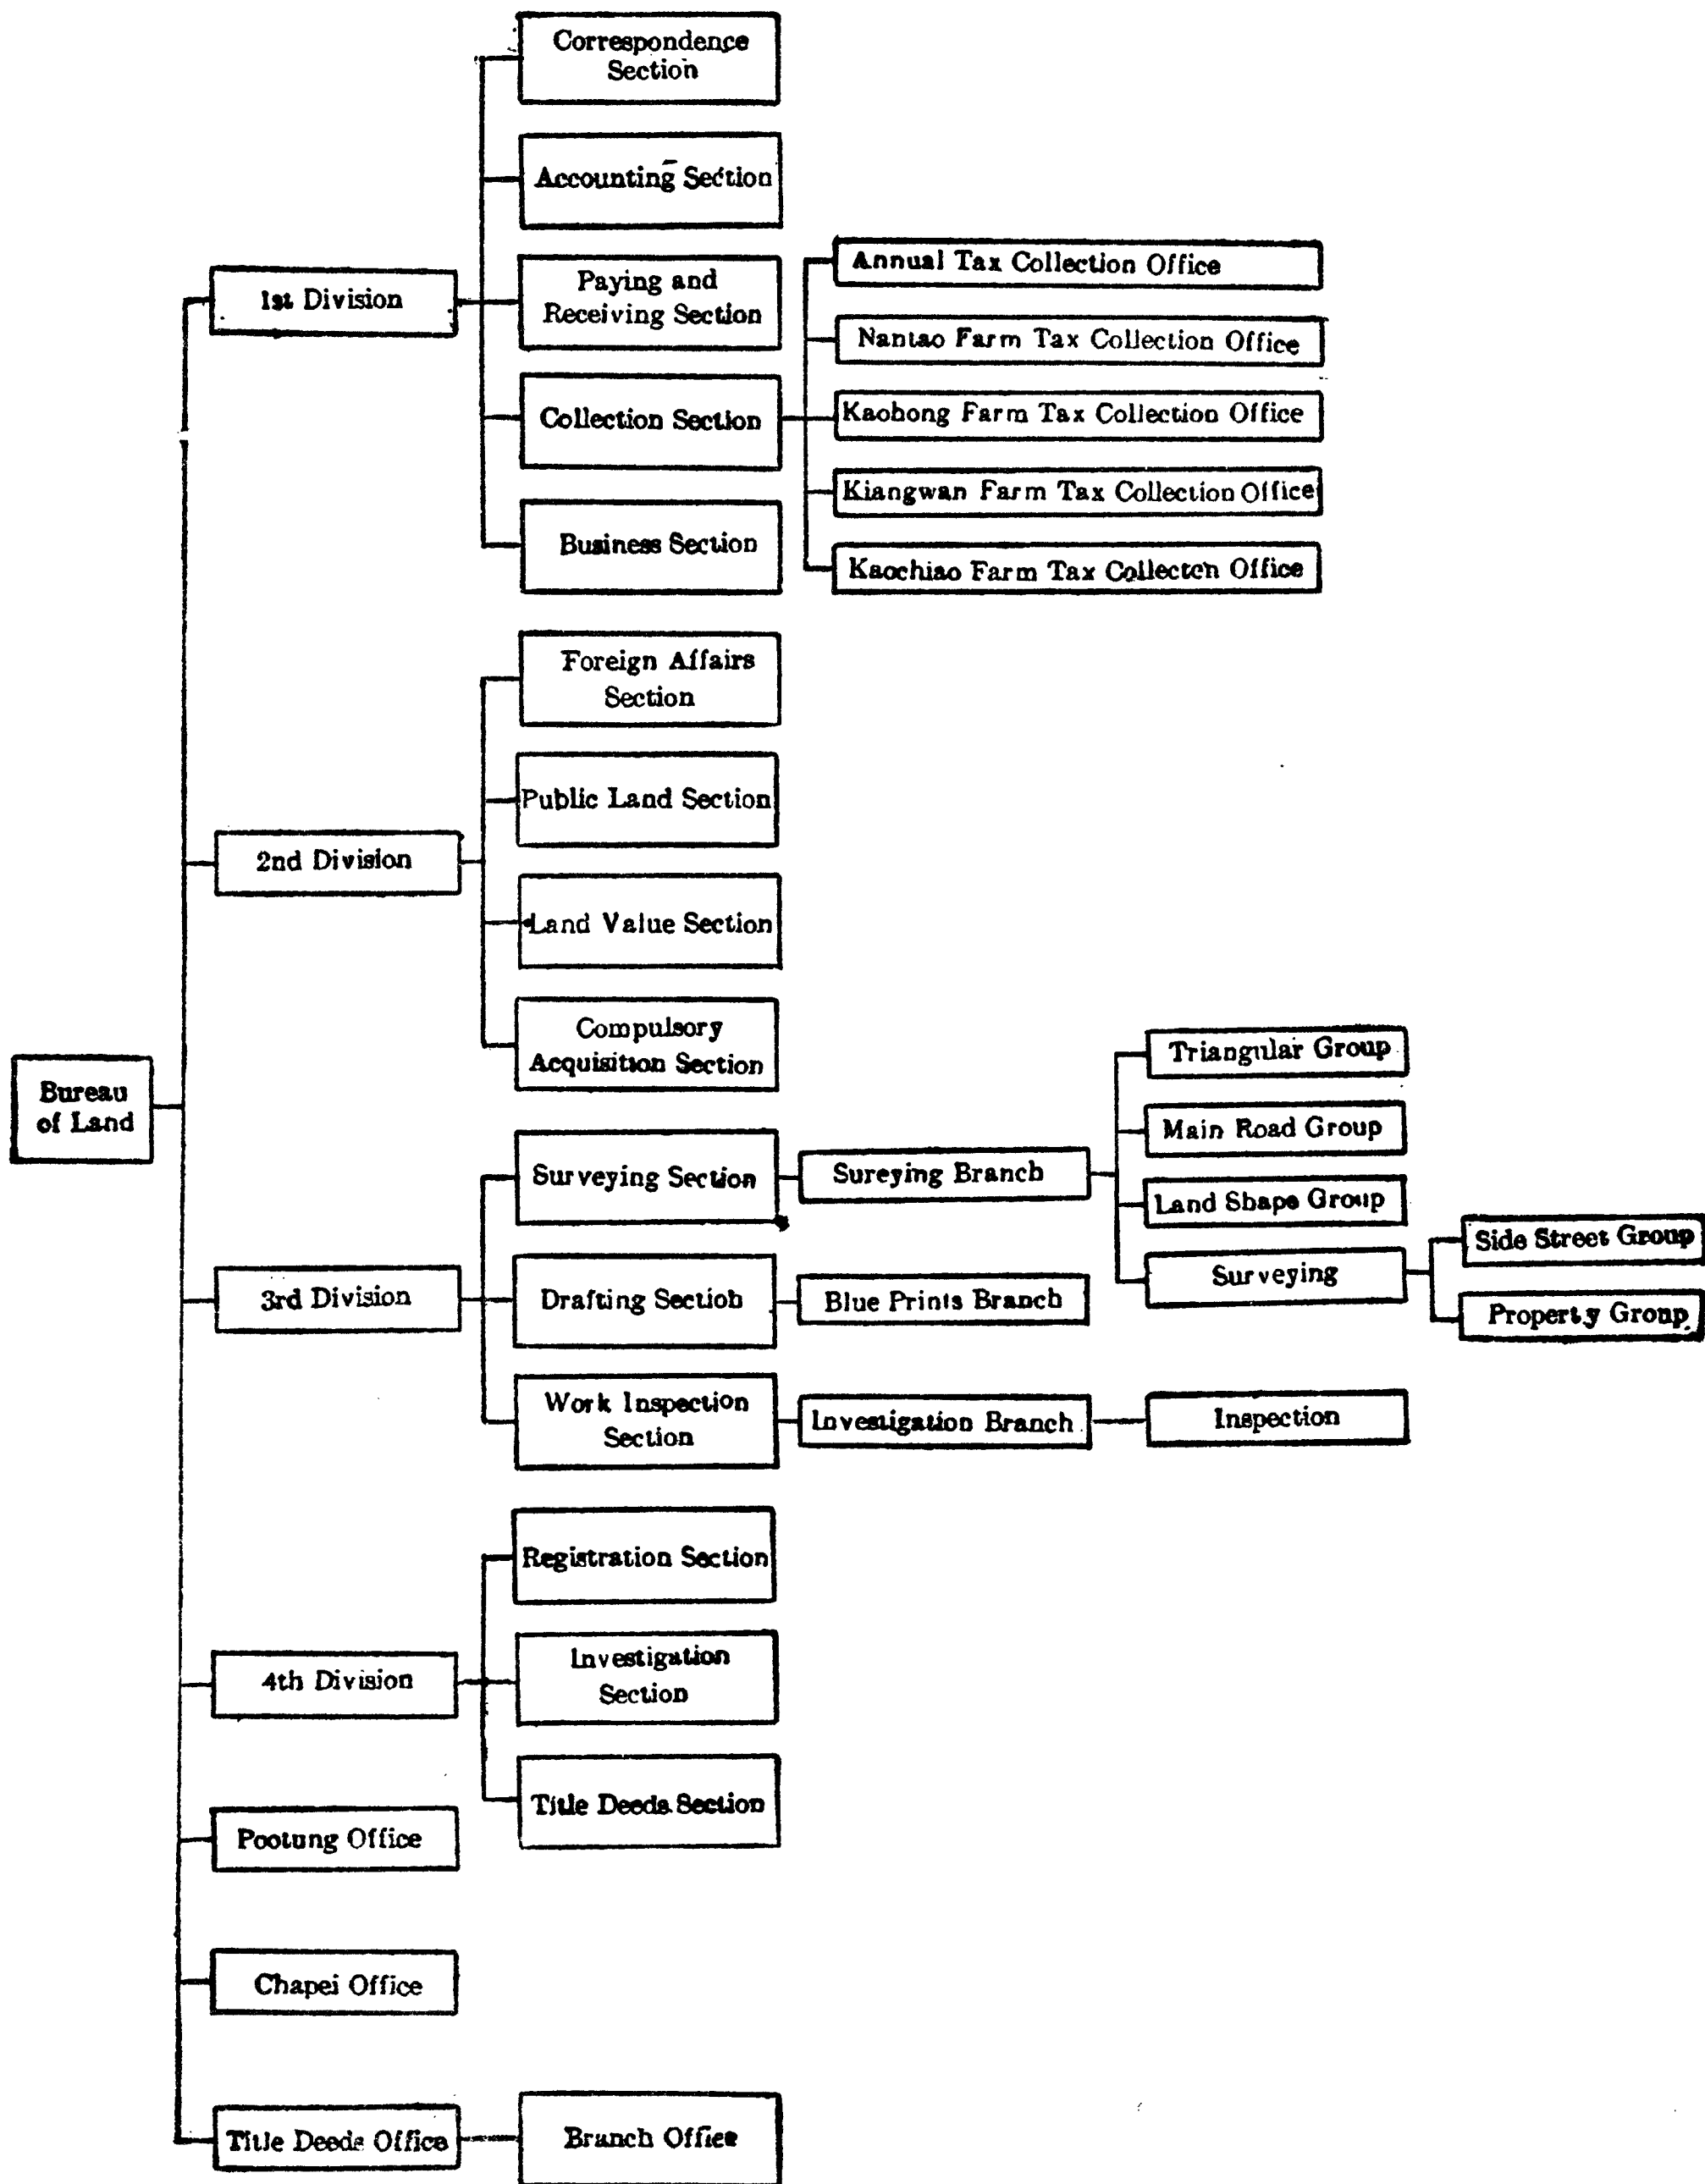 Correspondence
Section
Accounting Section
Paying and
Receiving Section
Collection Section
Business Section
1st Division
Annual Tax Collection Office
Nantao Farm Tax Collection Office
Kaohong Farm Tax Collection Office
Kiangwan Farm Tax Collection Office
Kaochiao Farm Tax Collecten Office
Foreign Affairs
Section
Public Land Section
Land Value Section
Compulsory
Acquisition Section
2nd Division
Bureau
of Land
Surveying Section
Sureying Branch
Triangular Group
Main Road Group
Land Shape Group
Surveying
Side Street Group
Property Group
3rd Division
Drafting Section
Blue Prints Branch
Work Inspection
Section
Investigation Branch
Inspection
Registration Section
4th Division
Investigation
Section
Title Deeds Section
Pootung Office
Chapei Office
Title Deeds Office
Branch Office